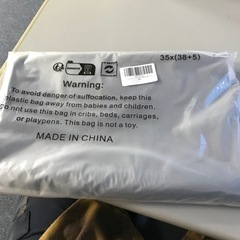 35x(38+5)
Warning:
To avoid danger of suffocation, keep this
plastic bag away from babies and children.
do not use this bag in cribs, beds, carriages,
or playpens. This bag is not a toy.
MADE IN CHINA